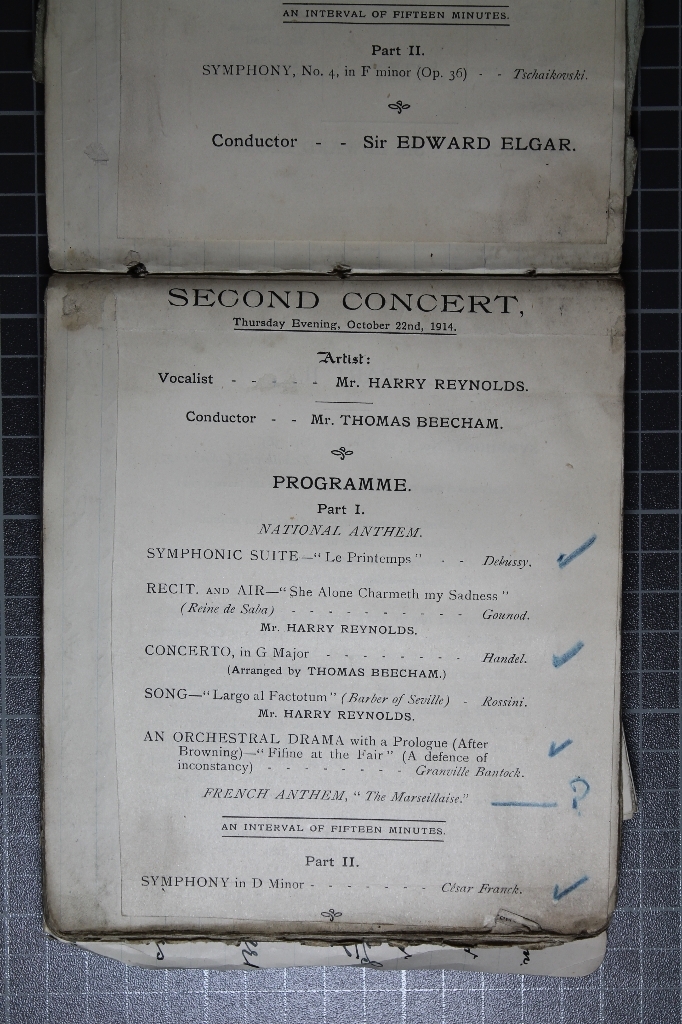 AN INTERVAL OF FIFTEEN MINUTES.
Part II.
SYMPHONY, No. 4, in F minor (Op. 36) - - Tschaikovski.
Conductor - - Sir EDWARD ELGAR.
SECOND CONCERT,
Thursday Evening, October 22nd, 1914.
Artist:
Vocalist - - - - - Mr. HARRY REYNOLDS.
Conductor - - Mr. THOMAS BEECHAM.
PROGRAMME.
Part I.
NATIONAL ANTHEM.
SYMPHONIC SUITE—"Le Printemps" - - Debussy.
RECIT. AND AIR—"She Alone Charmeth my Sadness"
(Reine de Saba) - - - - - - - - - - Gounod.
Mr. HARRY REYNOLDS.
CONCERTO, in G Major - - - - - - - - Handel.
(Arranged by THOMAS BEECHAM.)
SONG—"Largo al Factotum" (Barber of Seville) - Rossini.
Mr. HARRY REYNOLDS.
AN ORCHESTRAL DRAMA with a Prologue (After
Browning)—"Fifine at the Fair" (A defence of
inconstancy) - - - - - - - Granville Bantock.
FRENCH ANTHEM, "The Marseillaise." ?
AN INTERVAL OF FIFTEEN MINUTES.
Part II.
SYMPHONY in D Minor - - - - - - - César Franck.